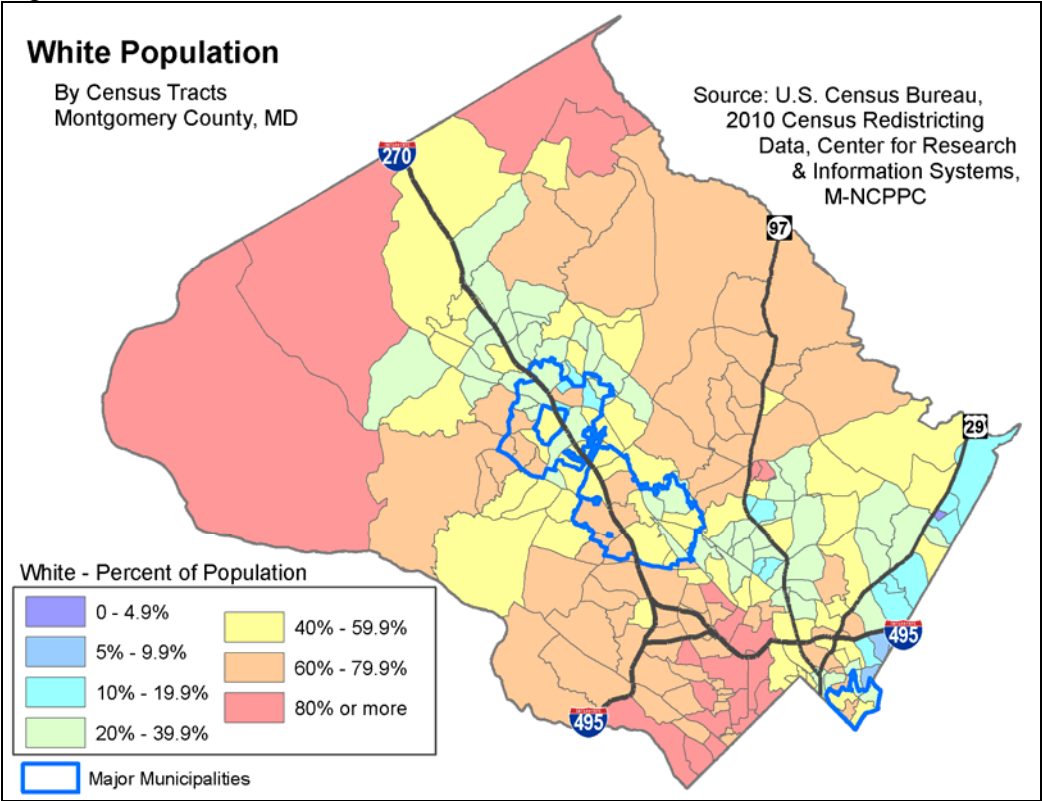 White Population
By Census Tracts
Montgomery County, MD
Source: U.S. Census Bureau,
2010 Census Redistricting
Data, Center for Research
& Information Systems,
M-NCPPC
270
97
29
495
495
White - Percent of Population
0 - 4.9%
5% - 9.9%
10% - 19.9%
20% - 39.9%
40% - 59.9%
60% - 79.9%
80% or more
Major Municipalities